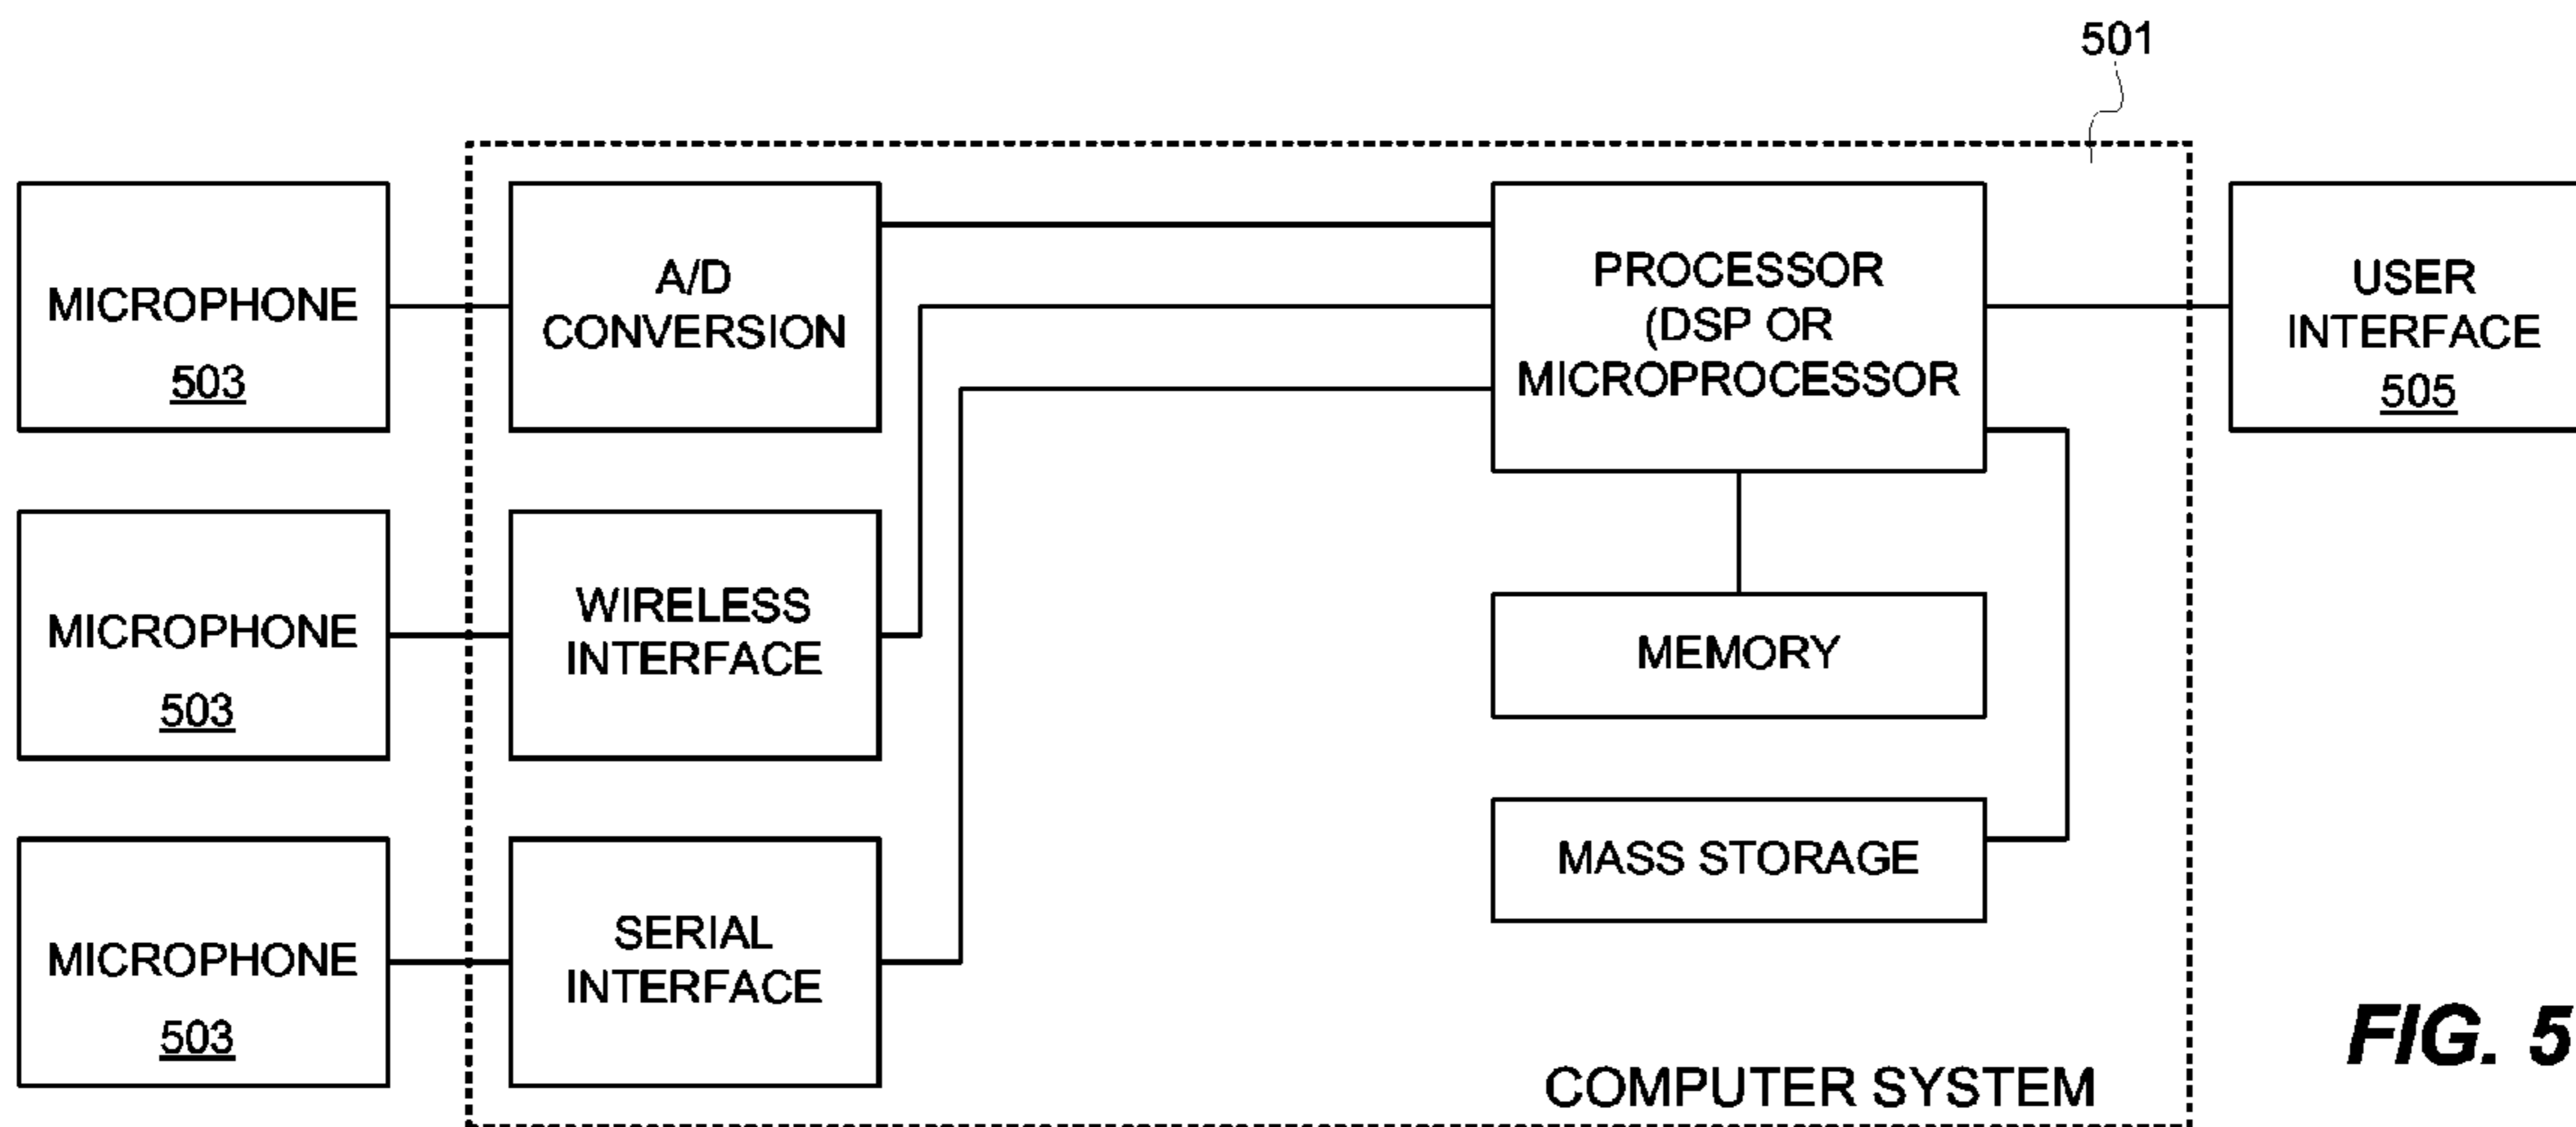 501
MICROPHONE
503
A/D
CONVERSION
PROCESSOR
(DSP OR
MICROPROCESSOR
USER
INTERFACE
505
MICROPHONE
503
WIRELESS
INTERFACE
MEMORY
MASS STORAGE
MICROPHONE
503
SERIAL
INTERFACE
COMPUTER SYSTEM
FIG. 5